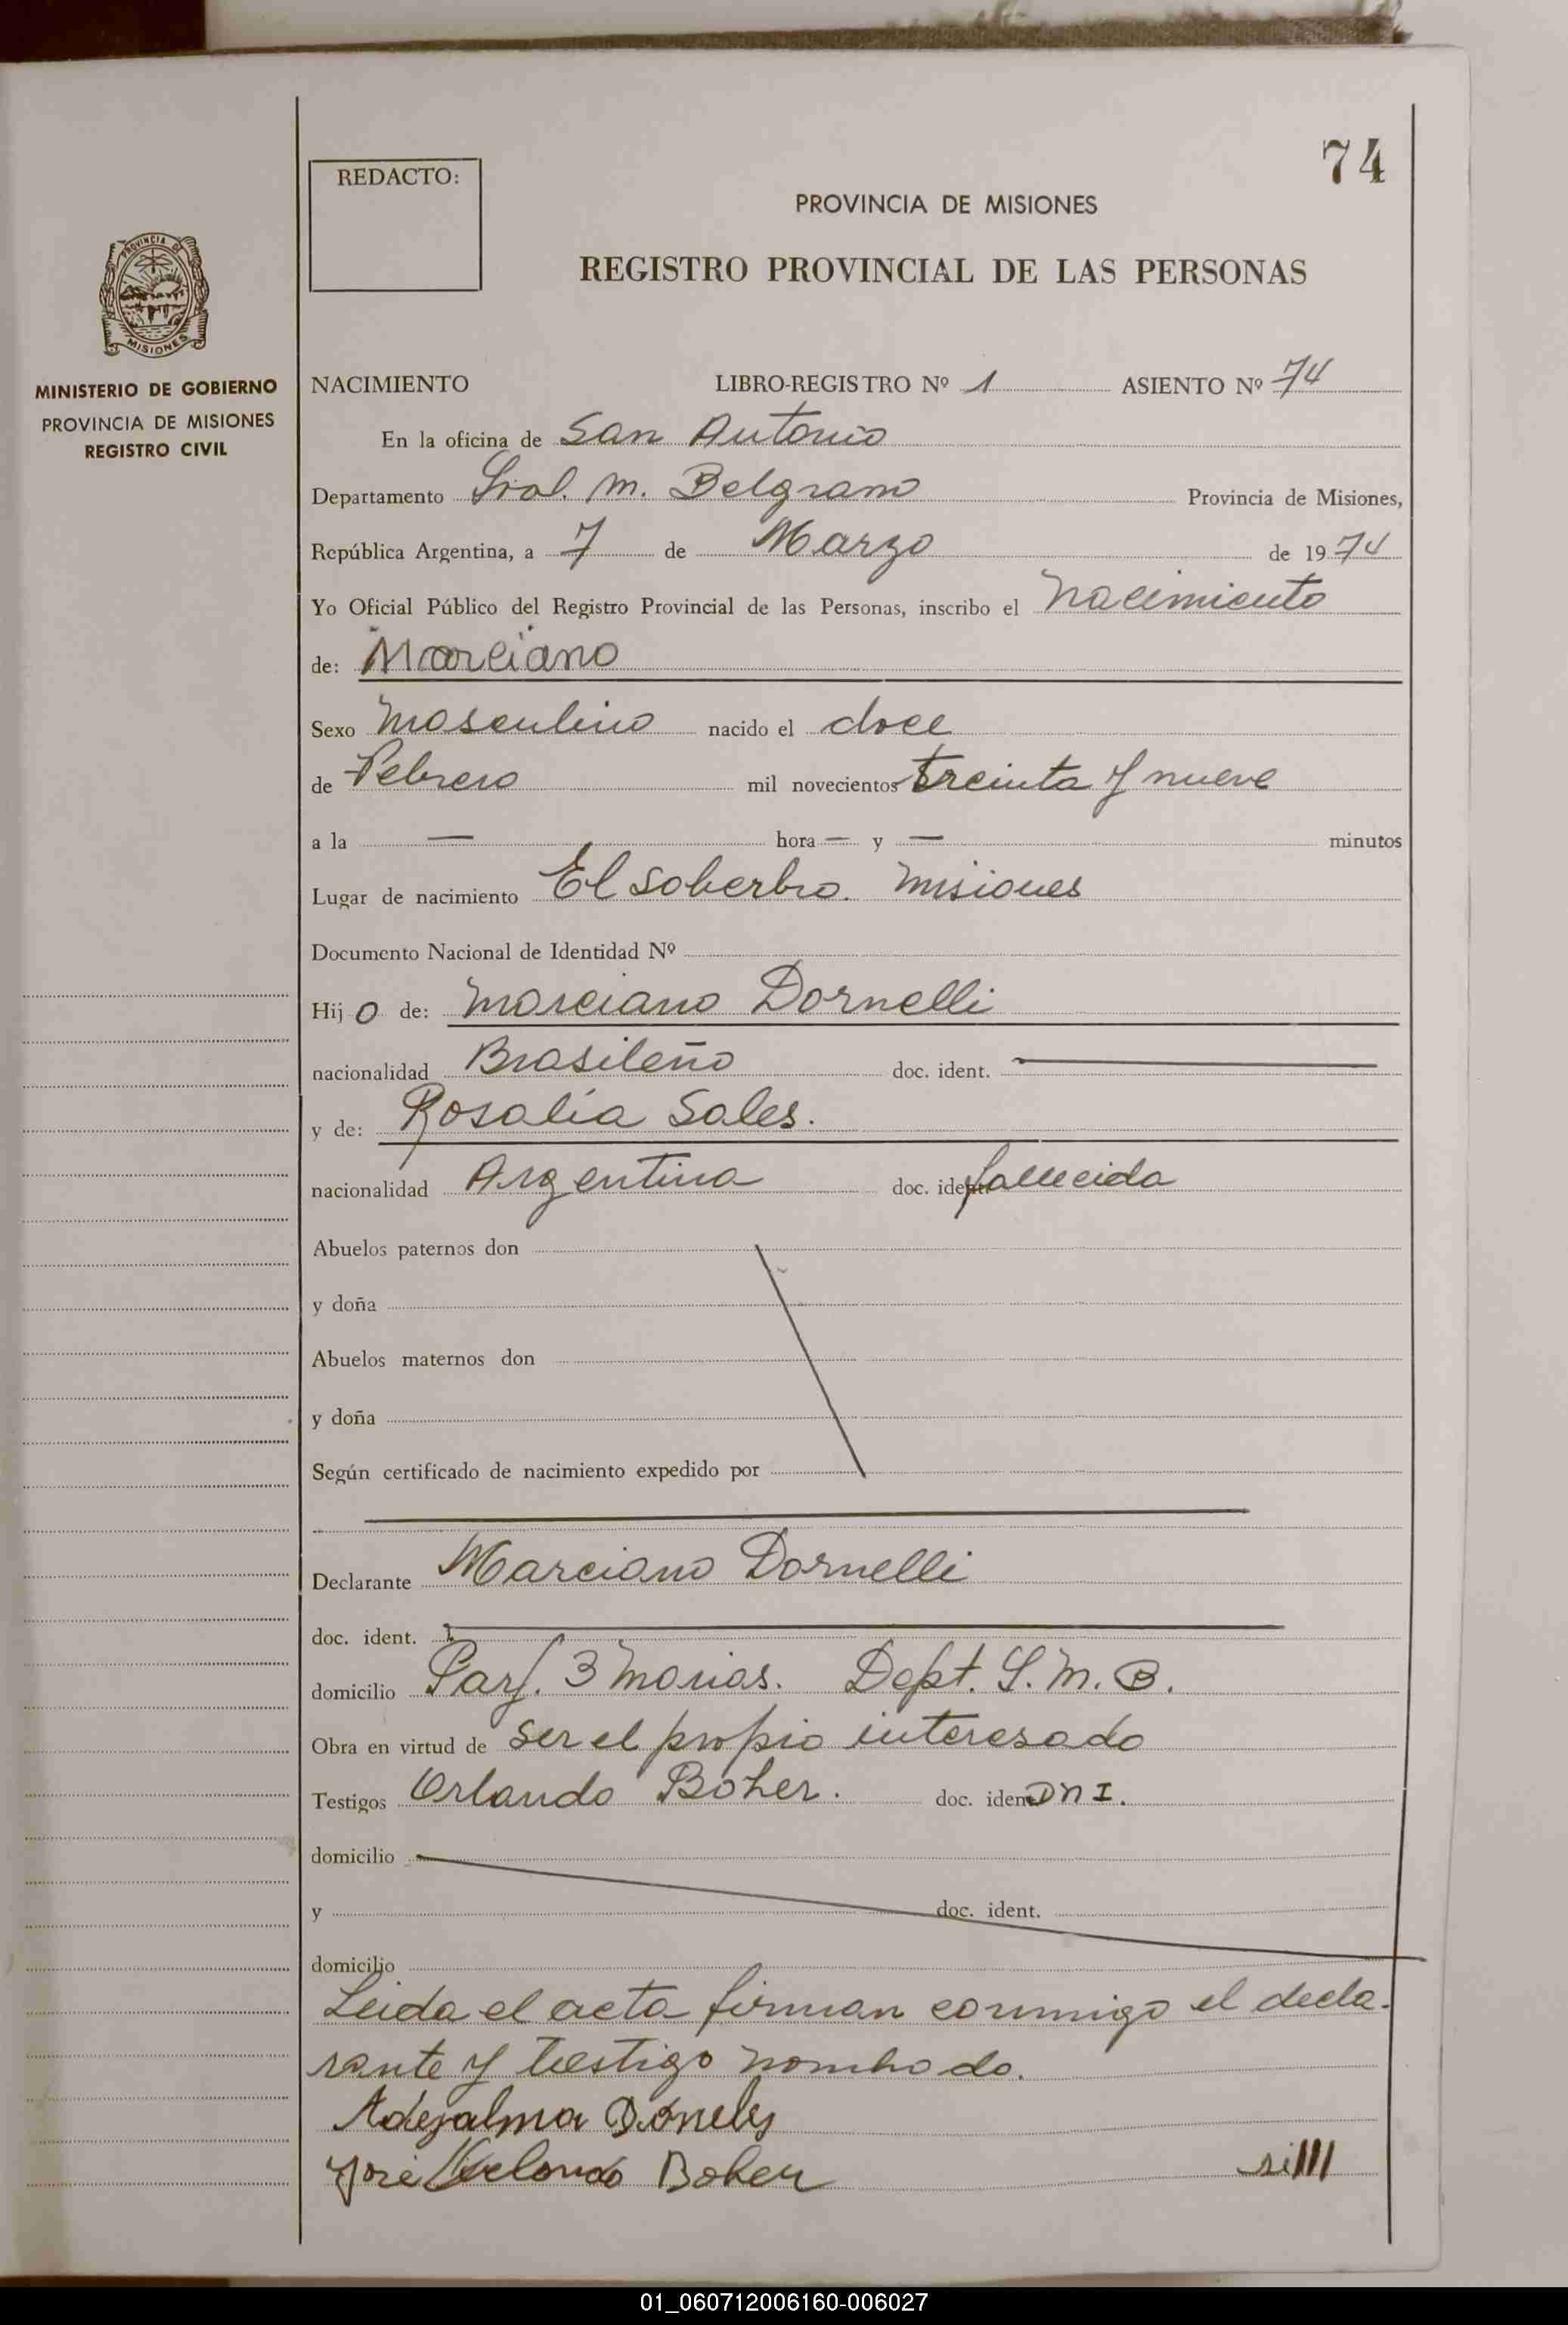 74
REDACTO:
PROVINCIA DE MISIONES
REGISTRO PROVINCIAL DE LAS PERSONAS
PROVINCIA DE
MISIONES
MINISTERIO DE GOBIERNO
PROVINCIA DE MISIONES
REGISTRO CIVIL
NACIMIENTO LIBRO-REGISTRO Nº 1 ASIENTO Nº 74
En la oficina de San Antonio
Departamento Gral. M. Belgrano Provincia de Misiones,
República Argentina, a 7 de Marzo de 1974
Yo Oficial Público del Registro Provincial de las Personas, inscribo el nacimiento
de: Marciano
Sexo Masculino nacido el doce
de Febrero mil novecientos treinta y nueve
a la — hora — y — minutos
Lugar de nacimiento El Soberbio. Misiones
Documento Nacional de Identidad Nº
Hijo de: Marciano Dornelli
nacionalidad Brasileño doc. ident. —
y de: Rosalía Sales.
nacionalidad Argentina doc. ident. fallecida
Abuelos paternos don
y doña
Abuelos maternos don
y doña
Según certificado de nacimiento expedido por
Declarante Marciano Dornelli
doc. ident.
domicilio Parj. 3 Marias. Dept. G.M.B.
Obra en virtud de ser el propio interesado
Testigos Orlando Boher. doc. ident. DNI.
domicilio
y doc. ident.
domicilio
Leida el acta firman conmigo el decla-
rante y testigo nombrado.
José Orlando Boher
01_060712006160-006027